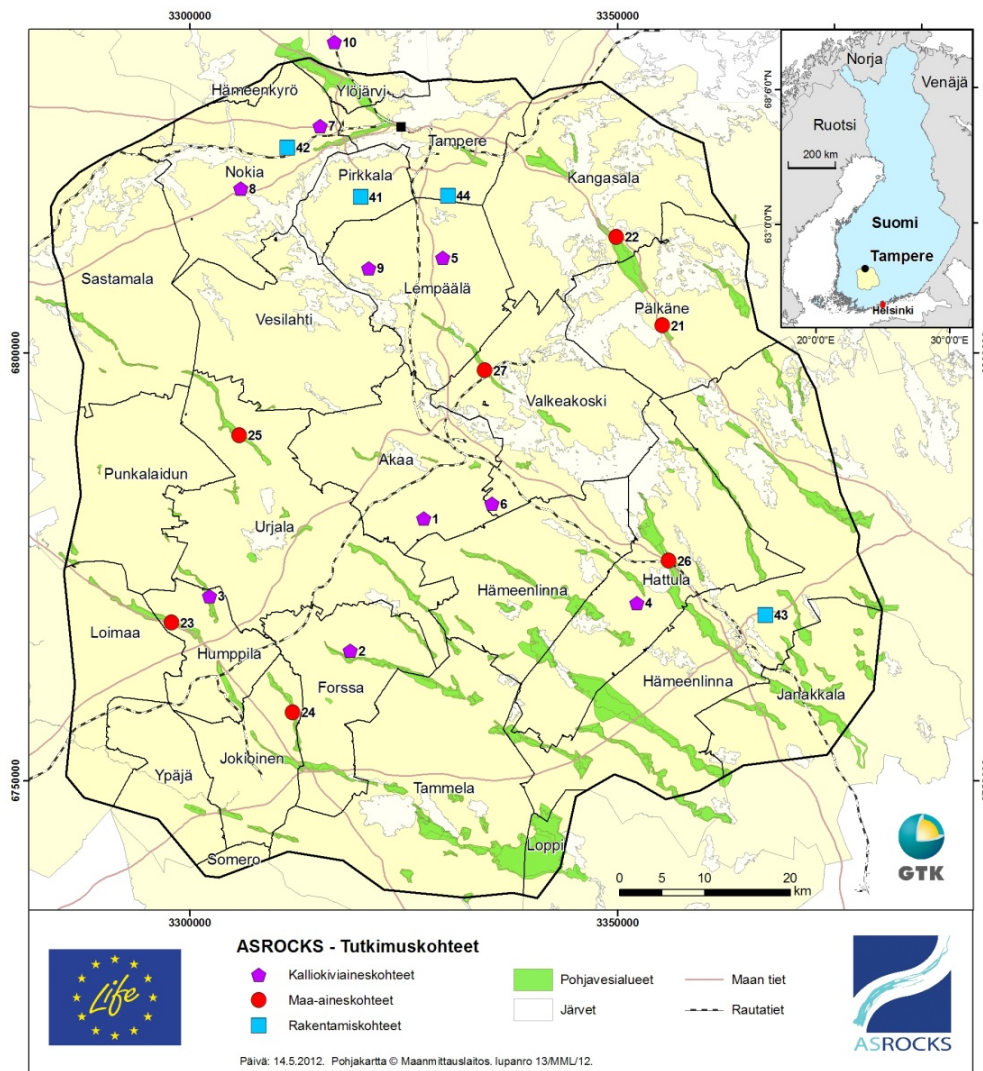 3300000
3350000
10
Hämeenkyrö
Ylöjärvi
7
42
Tampere
Nokia
8
Pirkkala
41
44
Kangasala
22
Sastamala
9
5
Lempäälä
Vesilahti
Pälkäne
21
6800000
27
Valkeakoski
25
Akaa
Punkalaidun
6
1
Urjala
26
Hattula
Hämeenlinna
3
4
43
Loimaa
23
Humppila
2
Forssa
Hämeenlinna
Janakkala
24
Jokioinen
Ypäjä
6750000
Tammela
Loppi
Somero
GTK
0 5 10 20
km
Norja
Venäjä
Ruotsi
200 km
68°6'0"N
63°0'0"N
Suomi
Tampere
Helsinki
20°0'0"E
30°0'0"E
3300000
3350000
ASROCKS - Tutkimuskohteet
Kalliokiviaineskohteet
Maa-aineskohteet
Rakentamiskohteet
Pohjavesialueet
Järvet
Maan tiet
Rautatiet
Life
ASROCKS
Päivä: 14.5.2012. Pohjakartta © Maanmittauslaitos. lupanro 13/MML/12.